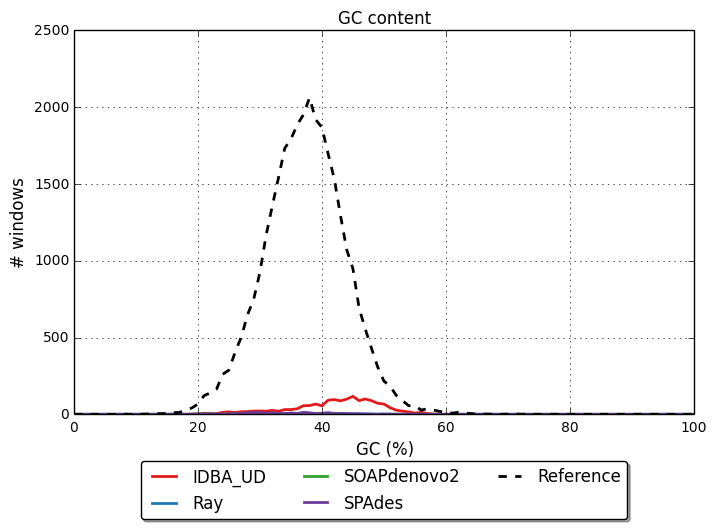 GC content
2500
2000
1500
1000
500
0
# windows
0 20 40 60 80 100
GC (%)
IDBA_UD SOAPdenovo2 Reference
Ray SPAdes